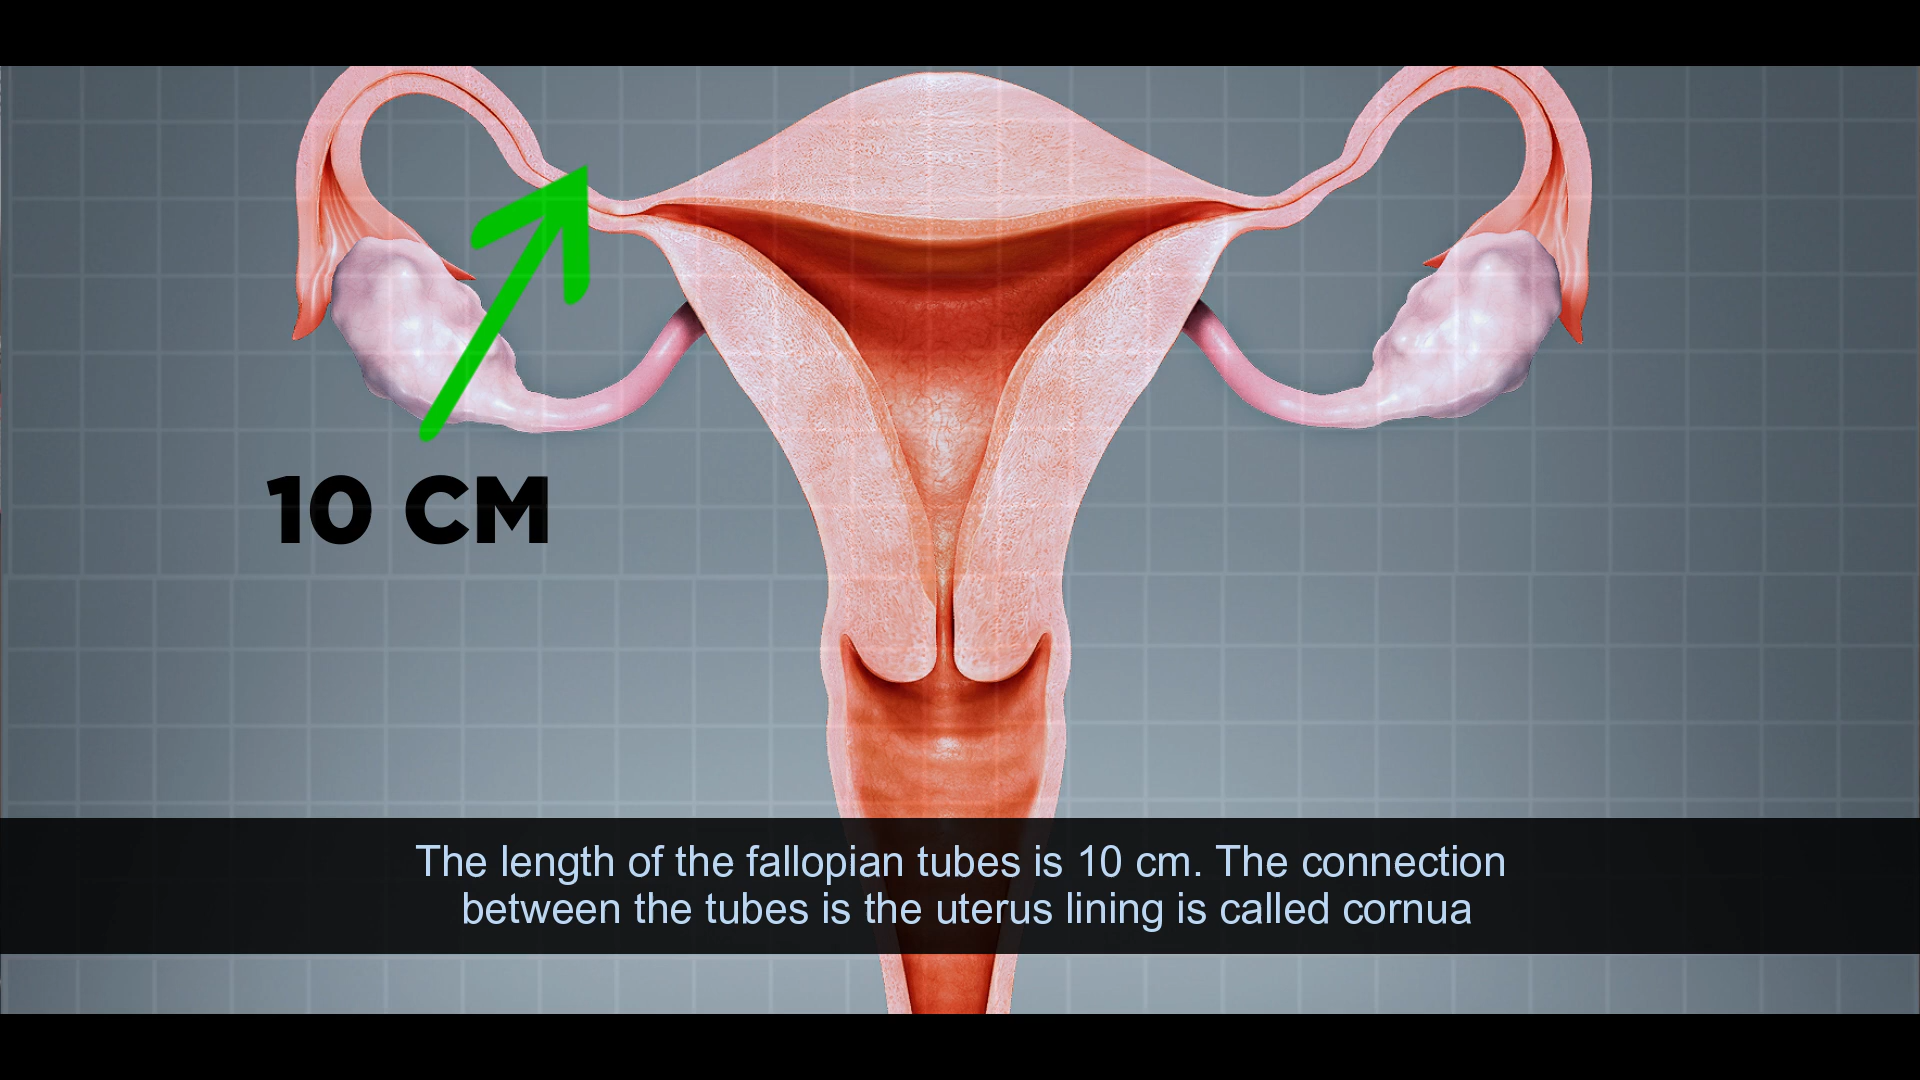 10 CM
The length of the fallopian tubes is 10 cm. The connection
between the tubes is the uterus lining is called cornua